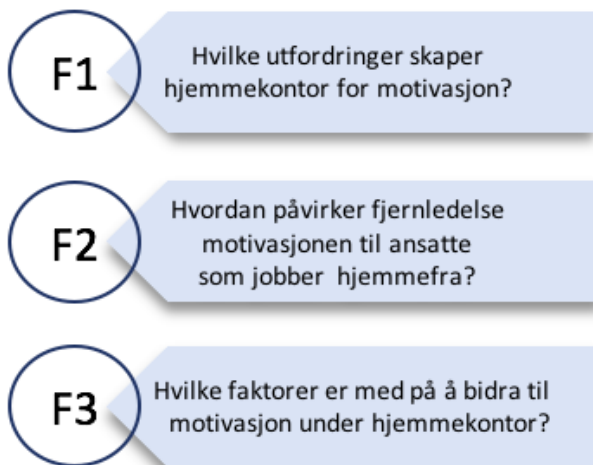 F1
Hvilke utfordringer skaper
hjemmekontor for motivasjon?
F2
Hvordan påvirker fjernledelse
motivasjonen til ansatte
som jobber hjemmefra?
F3
Hvilke faktorer er med på å bidra til
motivasjon under hjemmekontor?